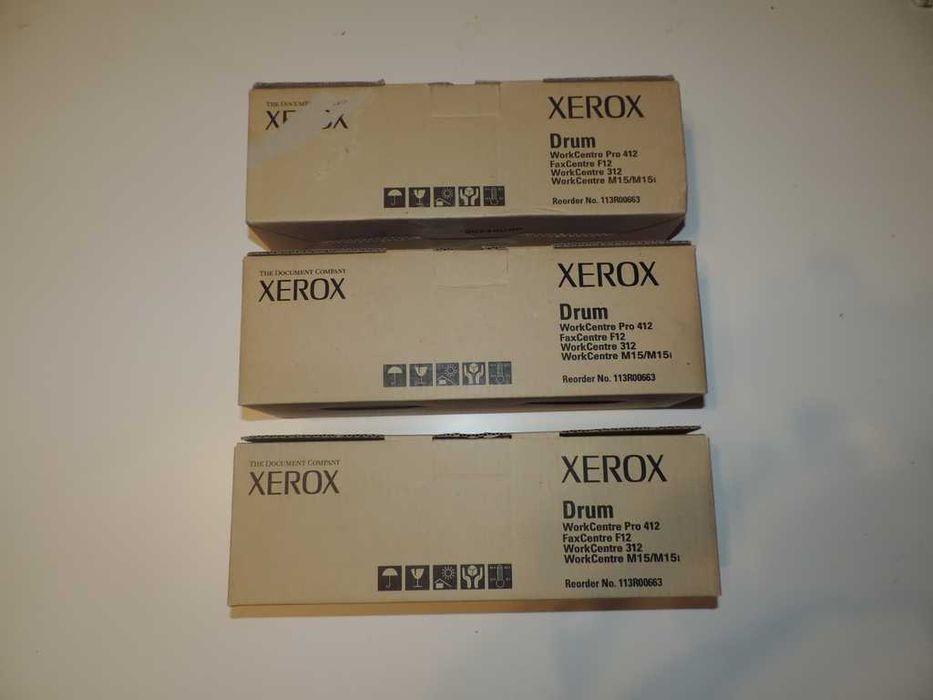 THE DOCUM
XEROX
XEROX
Drum
WorkCentre Pro 412
FaxCentre F12
WorkCentre 312
WorkCentre M15/M15i
Reorder No. 113R00663
THE DOCUMENT COMPANY
XEROX
XEROX
Drum
WorkCentre Pro 412
FaxCentre F12
WorkCentre 312
WorkCentre M15/M15i
Reorder No. 113R00663
THE DOCUMENT COMPANY
XEROX
XEROX
Drum
WorkCentre Pro 412
FaxCentre F12
WorkCentre 312
WorkCentre M15/M15i
Reorder No. 113R00663